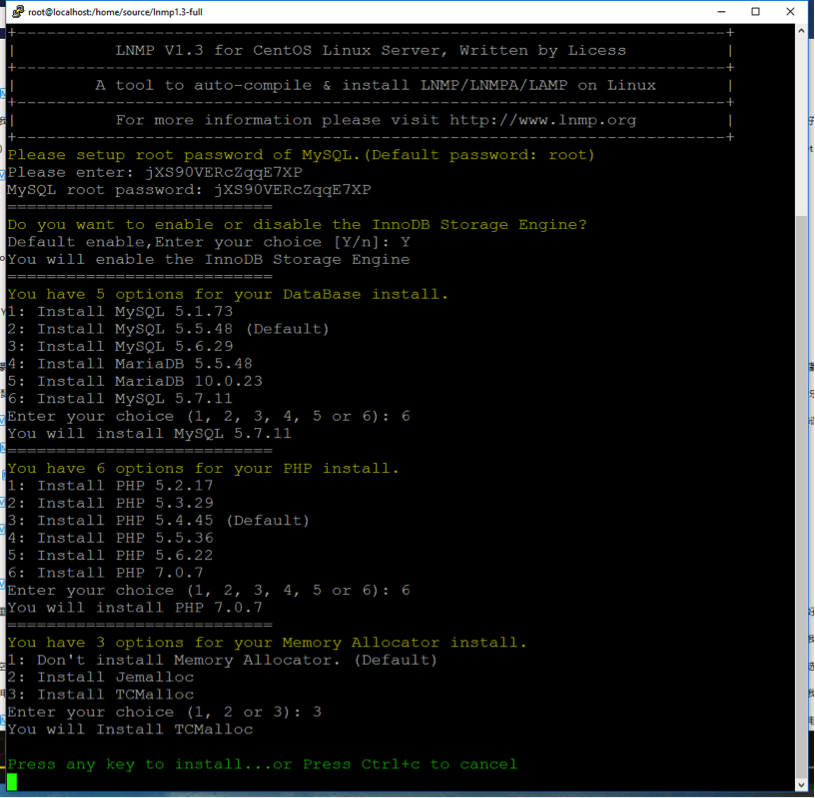 root@localhost:/home/source/lnmp1.3-full
+------------------------------------------------------------------------+
| LNMP V1.3 for CentOS Linux Server, Written by Licess |
+------------------------------------------------------------------------+
| A tool to auto-compile & install LNMP/LNMPA/LAMP on Linux |
+------------------------------------------------------------------------+
| For more information please visit http://www.lnmp.org |
+------------------------------------------------------------------------+
Please setup root password of MySQL.(Default password: root)
Please enter: jXS90VERcZqqE7XP
MySQL root password: jXS90VERcZqqE7XP
===========================
Do you want to enable or disable the InnoDB Storage Engine?
Default enable,Enter your choice [Y/n]: Y
You will enable the InnoDB Storage Engine
===========================
You have 5 options for your DataBase install.
1: Install MySQL 5.1.73
2: Install MySQL 5.5.48 (Default)
3: Install MySQL 5.6.29
4: Install MariaDB 5.5.48
5: Install MariaDB 10.0.23
6: Install MySQL 5.7.11
Enter your choice (1, 2, 3, 4, 5 or 6): 6
You will install MySQL 5.7.11
===========================
You have 6 options for your PHP install.
1: Install PHP 5.2.17
2: Install PHP 5.3.29
3: Install PHP 5.4.45 (Default)
4: Install PHP 5.5.36
5: Install PHP 5.6.22
6: Install PHP 7.0.7
Enter your choice (1, 2, 3, 4, 5 or 6): 6
You will install PHP 7.0.7
===========================
You have 3 options for your Memory Allocator install.
1: Don't install Memory Allocator. (Default)
2: Install Jemalloc
3: Install TCMalloc
Enter your choice (1, 2 or 3): 3
You will Install TCMalloc
Press any key to install...or Press Ctrl+c to cancel